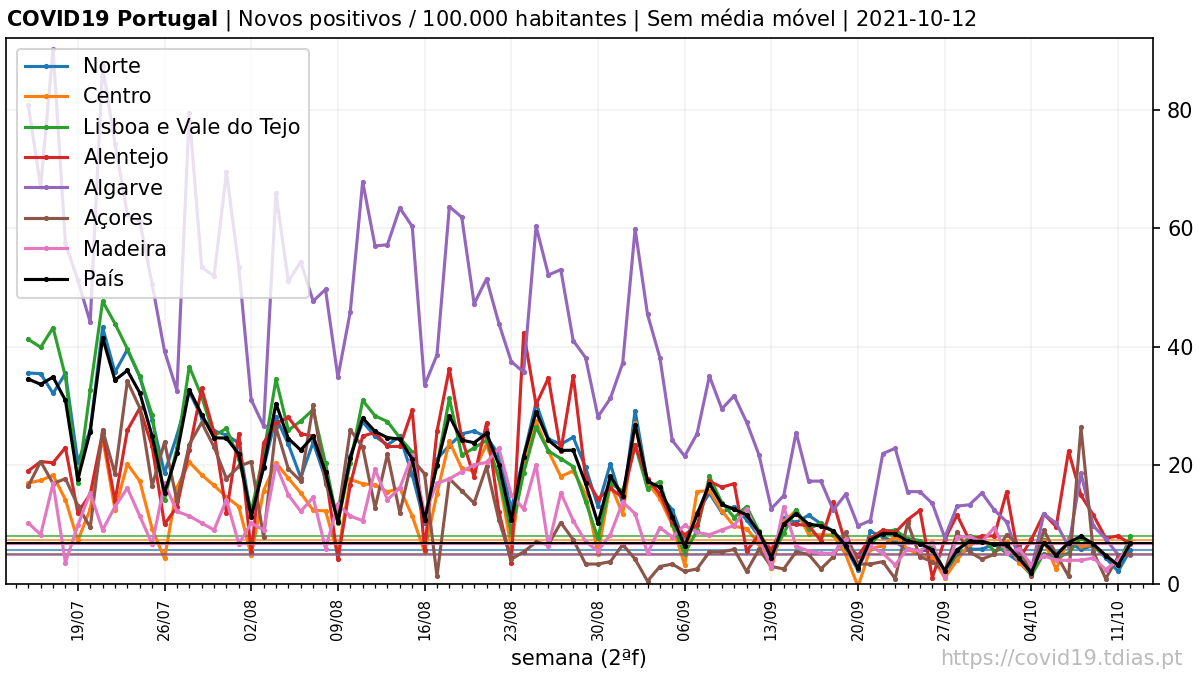 COVID19 Portugal | Novos positivos / 100.000 habitantes | Sem média móvel | 2021-10-12
Norte
Centro
Lisboa e Vale do Tejo
Alentejo
Algarve
Açores
Madeira
País
80
60
40
20
0
19/07
26/07
02/08
09/08
16/08
23/08
30/08
06/09
13/09
20/09
27/09
04/10
11/10
semana (2ªf)
https://covid19.tdias.pt